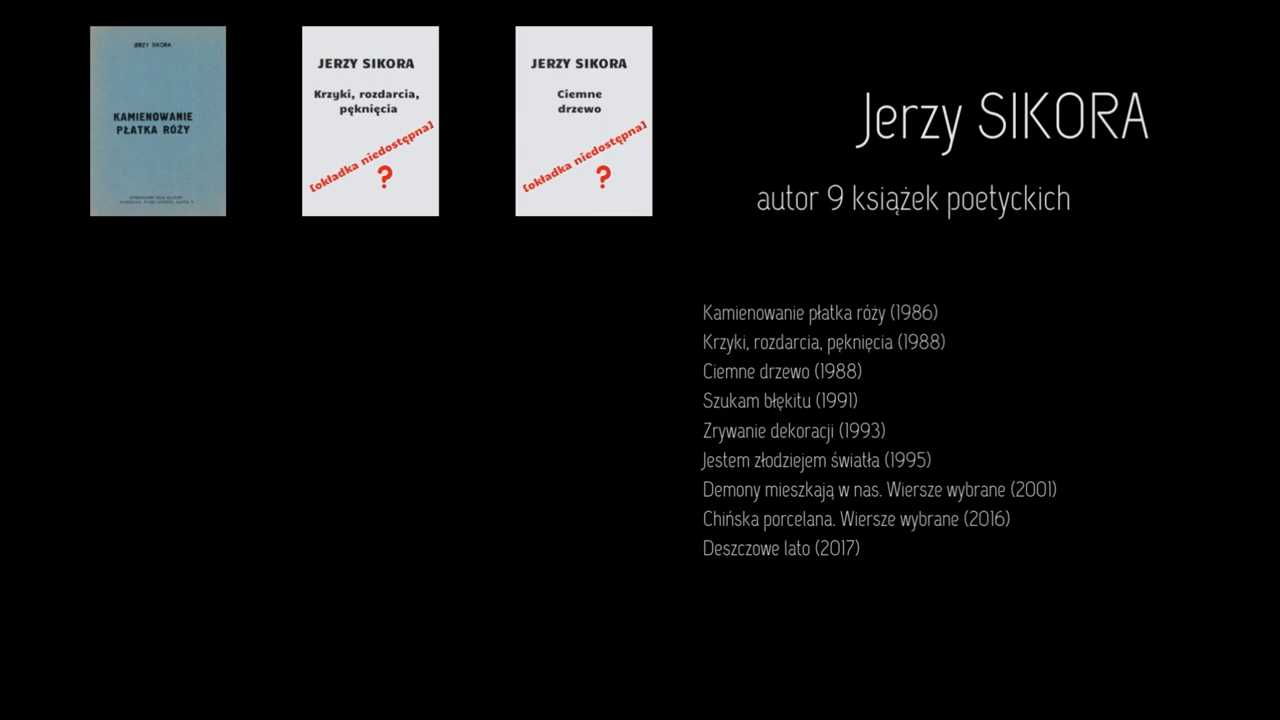 JERZY SIKORA
KAMIENOWANIE
PŁATKA RÓŻY
JERZY SIKORA
Krzyki, rozdarcia,
pęknięcia
[okładka niedostępna]
?
JERZY SIKORA
Ciemne
drzewo
[okładka niedostępna]
?
Jerzy SIKORA
autor 9 książek poetyckich
Kamienowanie płatka róży (1986)
Krzyki, rozdarcia, pęknięcia (1988)
Ciemne drzewo (1988)
Szukam błękitu (1991)
Zrywanie dekoracji (1993)
Jestem złodziejem światła (1995)
Demony mieszkają w nas. Wiersze wybrane (2001)
Chińska porcelana. Wiersze wybrane (2016)
Deszczowe lato (2017)